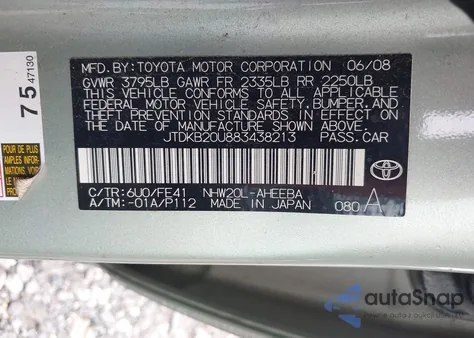 MFD.BY:TOYOTA MOTOR CORPORATION 06/08
GVWR 3795LB GAWR FR 2335LB RR 2250LB
THIS VEHICLE CONFORMS TO ALL APPLICABLE
FEDERAL MOTOR VEHICLE SAFETY,BUMPER,AND
THEFT PREVENTION STANDARDS IN EFFECT ON
THE DATE OF MANUFACTURE SHOWN ABOVE.
JTDKB20U883438213 PASS.CAR
C/TR:6U0/FE41 NHW20L-AHEEBA
A/TM:-01A/P112 MADE IN JAPAN 080 A
TOYOTA
75 47130
autoSnap